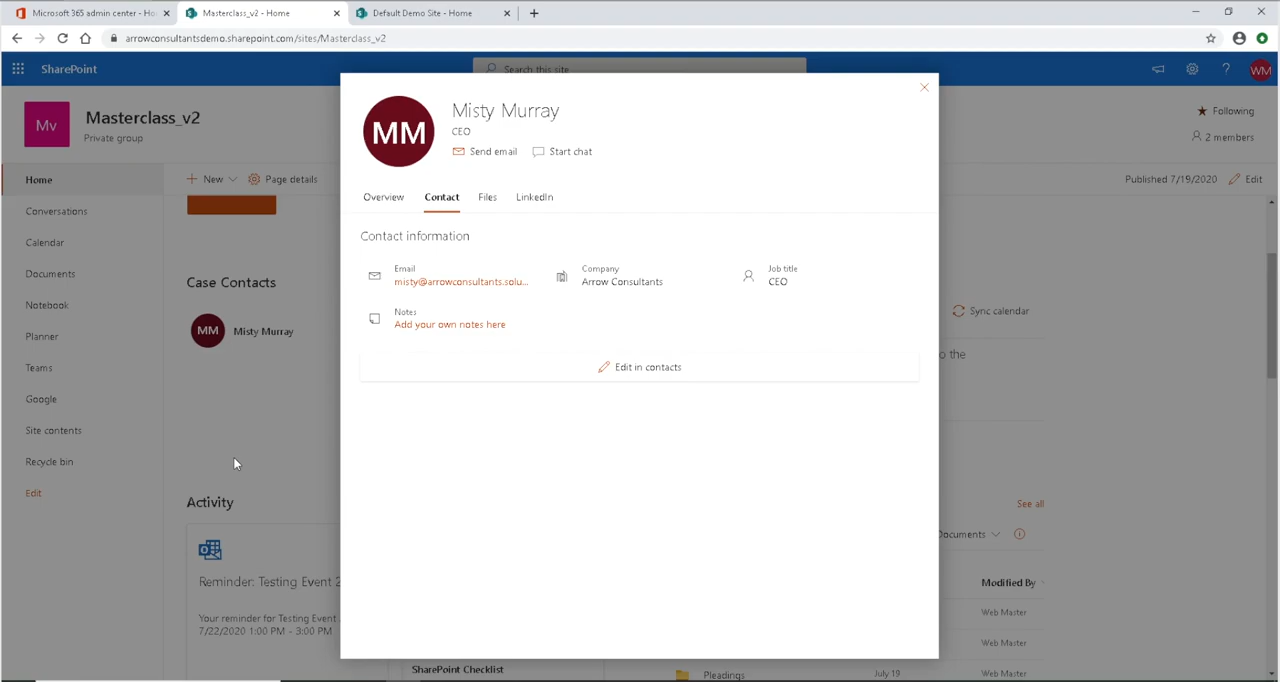 Microsoft 365 admin center - Ho
Masterclass_v2 - Home
Default Demo Site - Home
arrowconsultantsdemo.sharepoint.com/sites/Masterclass_v2
SharePoint
Search this site
WM
Mv
Masterclass_v2
Private group
Following
2 members
Home
Conversations
Calendar
Documents
Notebook
Planner
Teams
Google
Site contents
Recycle bin
Edit
New
Page details
Published 7/19/2020
Edit
Case Contacts
MM
Misty Murray
Activity
Reminder: Testing Event 2
Your reminder for Testing Event
7/22/2020 1:00 PM - 3:00 PM
MM
Misty Murray
CEO
Send email
Start chat
Overview
Contact
Files
LinkedIn
Contact information
Email
misty@arrowconsultants.solu...
Company
Arrow Consultants
Job title
CEO
Notes
Add your own notes here
Edit in contacts
Sync calendar
o the
See all
Documents
Modified By
Web Master
Web Master
SharePoint Checklist
Pleadings
July 19
Web Master